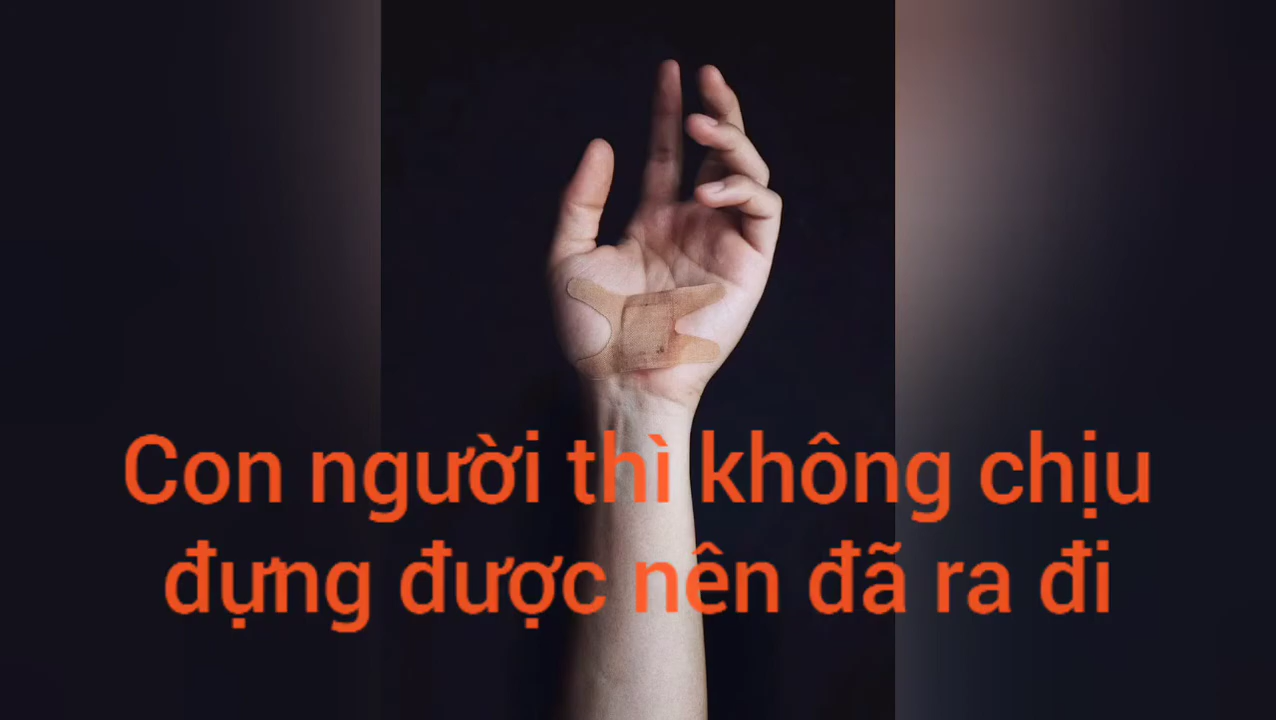 Con người thì không chịu
đựng được nên đã ra đi